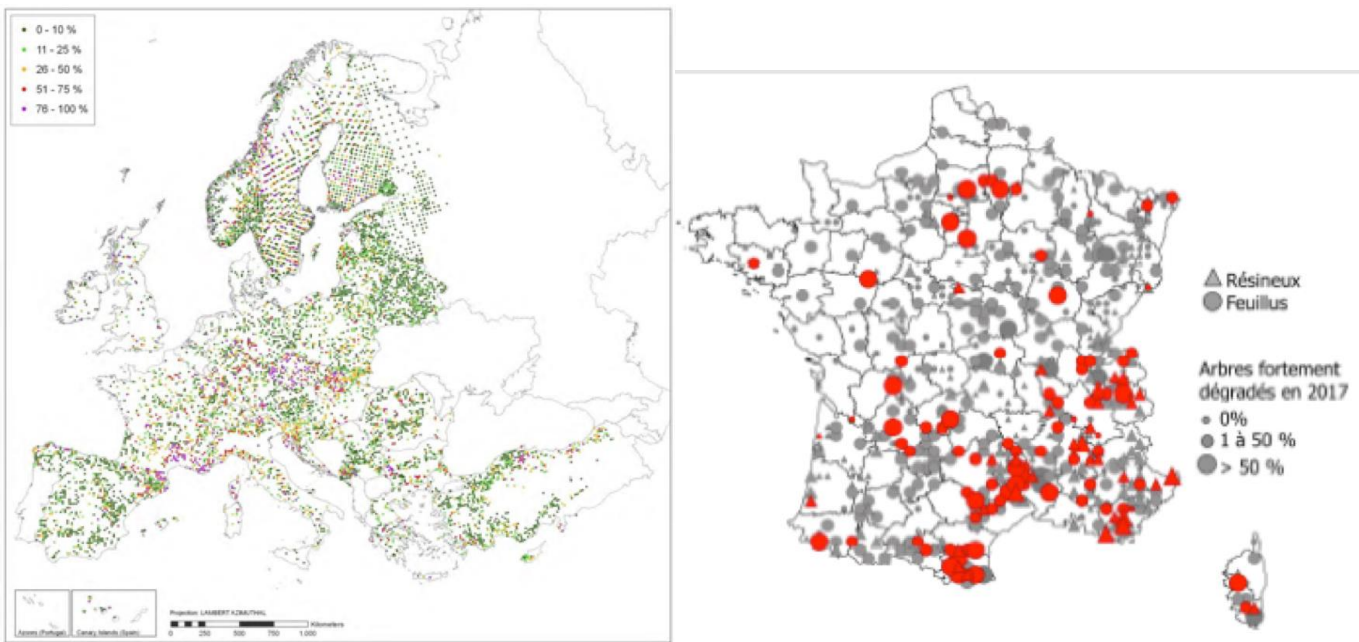 0 - 10 %
11 - 25 %
26 - 50 %
51 - 75 %
76 - 100 %
Azores (Portugal)
Canary Islands (Spain)
Projection: LAMBERT AZIMUTHAL
Kilometers
0 250 500 750 1.000
Résineux
Feuillus
Arbres fortement
dégradés en 2017
0%
1 à 50 %
> 50 %